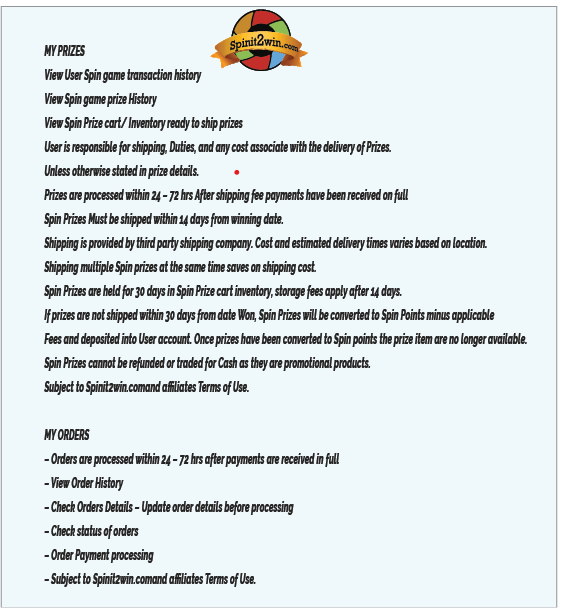 Spinit2win.com
MY PRIZES
View User Spin game transaction history
View Spin game prize History
View Spin Prize cart/ Inventory ready to ship prizes
User is responsible for shipping, Duties, and any cost associate with the delivery of Prizes.
Unless otherwise stated in prize details.
Prizes are processed within 24 – 72 hrs After shipping fee payments have been received on full
Spin Prizes Must be shipped within 14 days from winning date.
Shipping is provided by third party shipping company. Cost and estimated delivery times varies based on location.
Shipping multiple Spin prizes at the same time saves on shipping cost.
Spin Prizes are held for 30 days in Spin Prize cart inventory, storage fees apply after 14 days.
If prizes are not shipped within 30 days from date Won, Spin Prizes will be converted to Spin Points minus applicable
Fees and deposited into User account. Once prizes have been converted to Spin points the prize item are no longer available.
Spin Prizes cannot be refunded or traded for Cash as they are promotional products.
Subject to Spinit2win.comand affiliates Terms of Use.
MY ORDERS
– Orders are processed within 24 – 72 hrs after payments are received in full
– View Order History
– Check Orders Details – Update order details before processing
– Check status of orders
– Order Payment processing
– Subject to Spinit2win.comand affiliates Terms of Use.